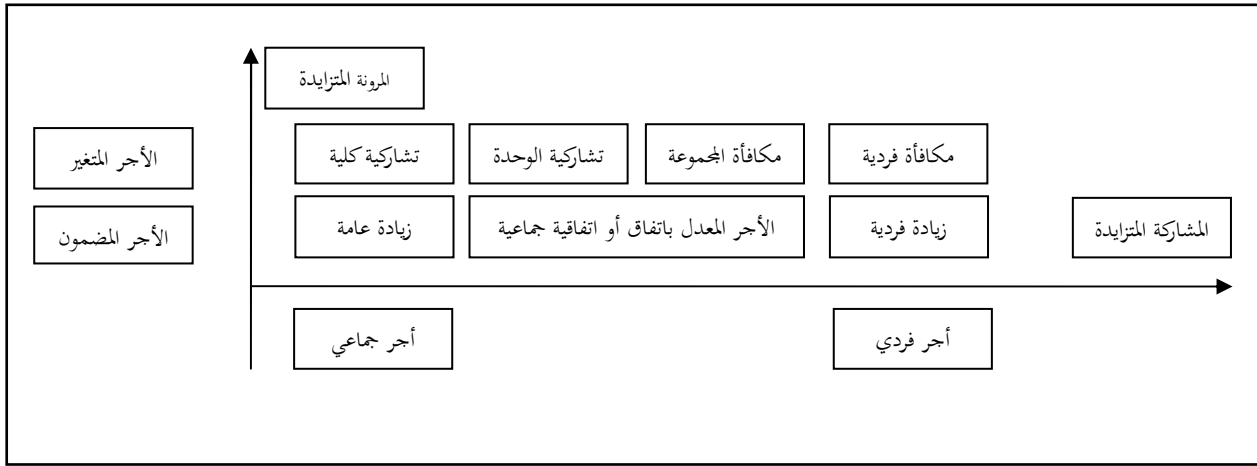 المرونة المتزايدة
الأجر المتغير
تشاركية كلية
تشاركية الوحدة
مكافأة المجموعة
مكافأة فردية
الأجر المضمون
زيادة عامة
الأجر المعدل باتفاق أو اتفاقية جماعية
زيادة فردية
المشاركة المتزايدة
أجر جماعي
أجر فردي